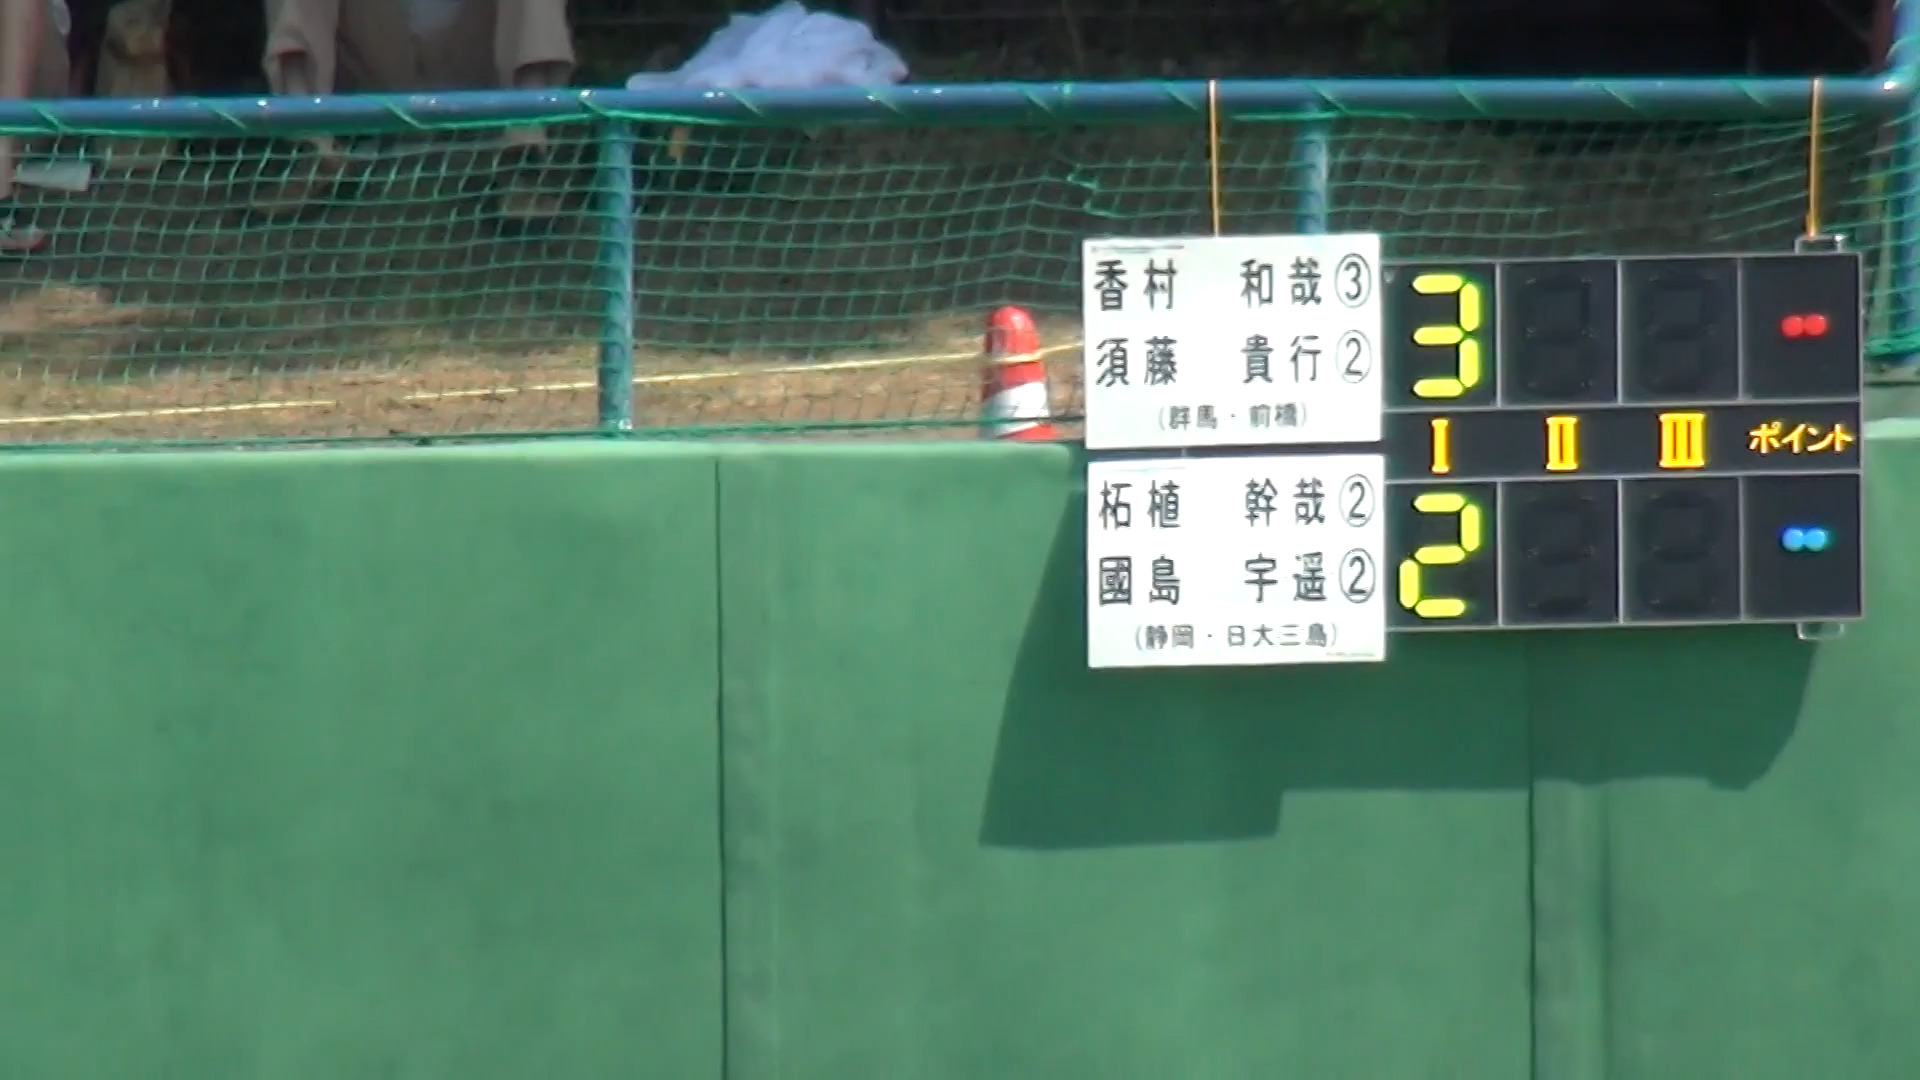 香村 和哉③
須藤 貴行②
(群馬・前橋)
3
I II III ポイント
柘植 幹哉②
國島 宇遥②
(静岡・日大三島)
2